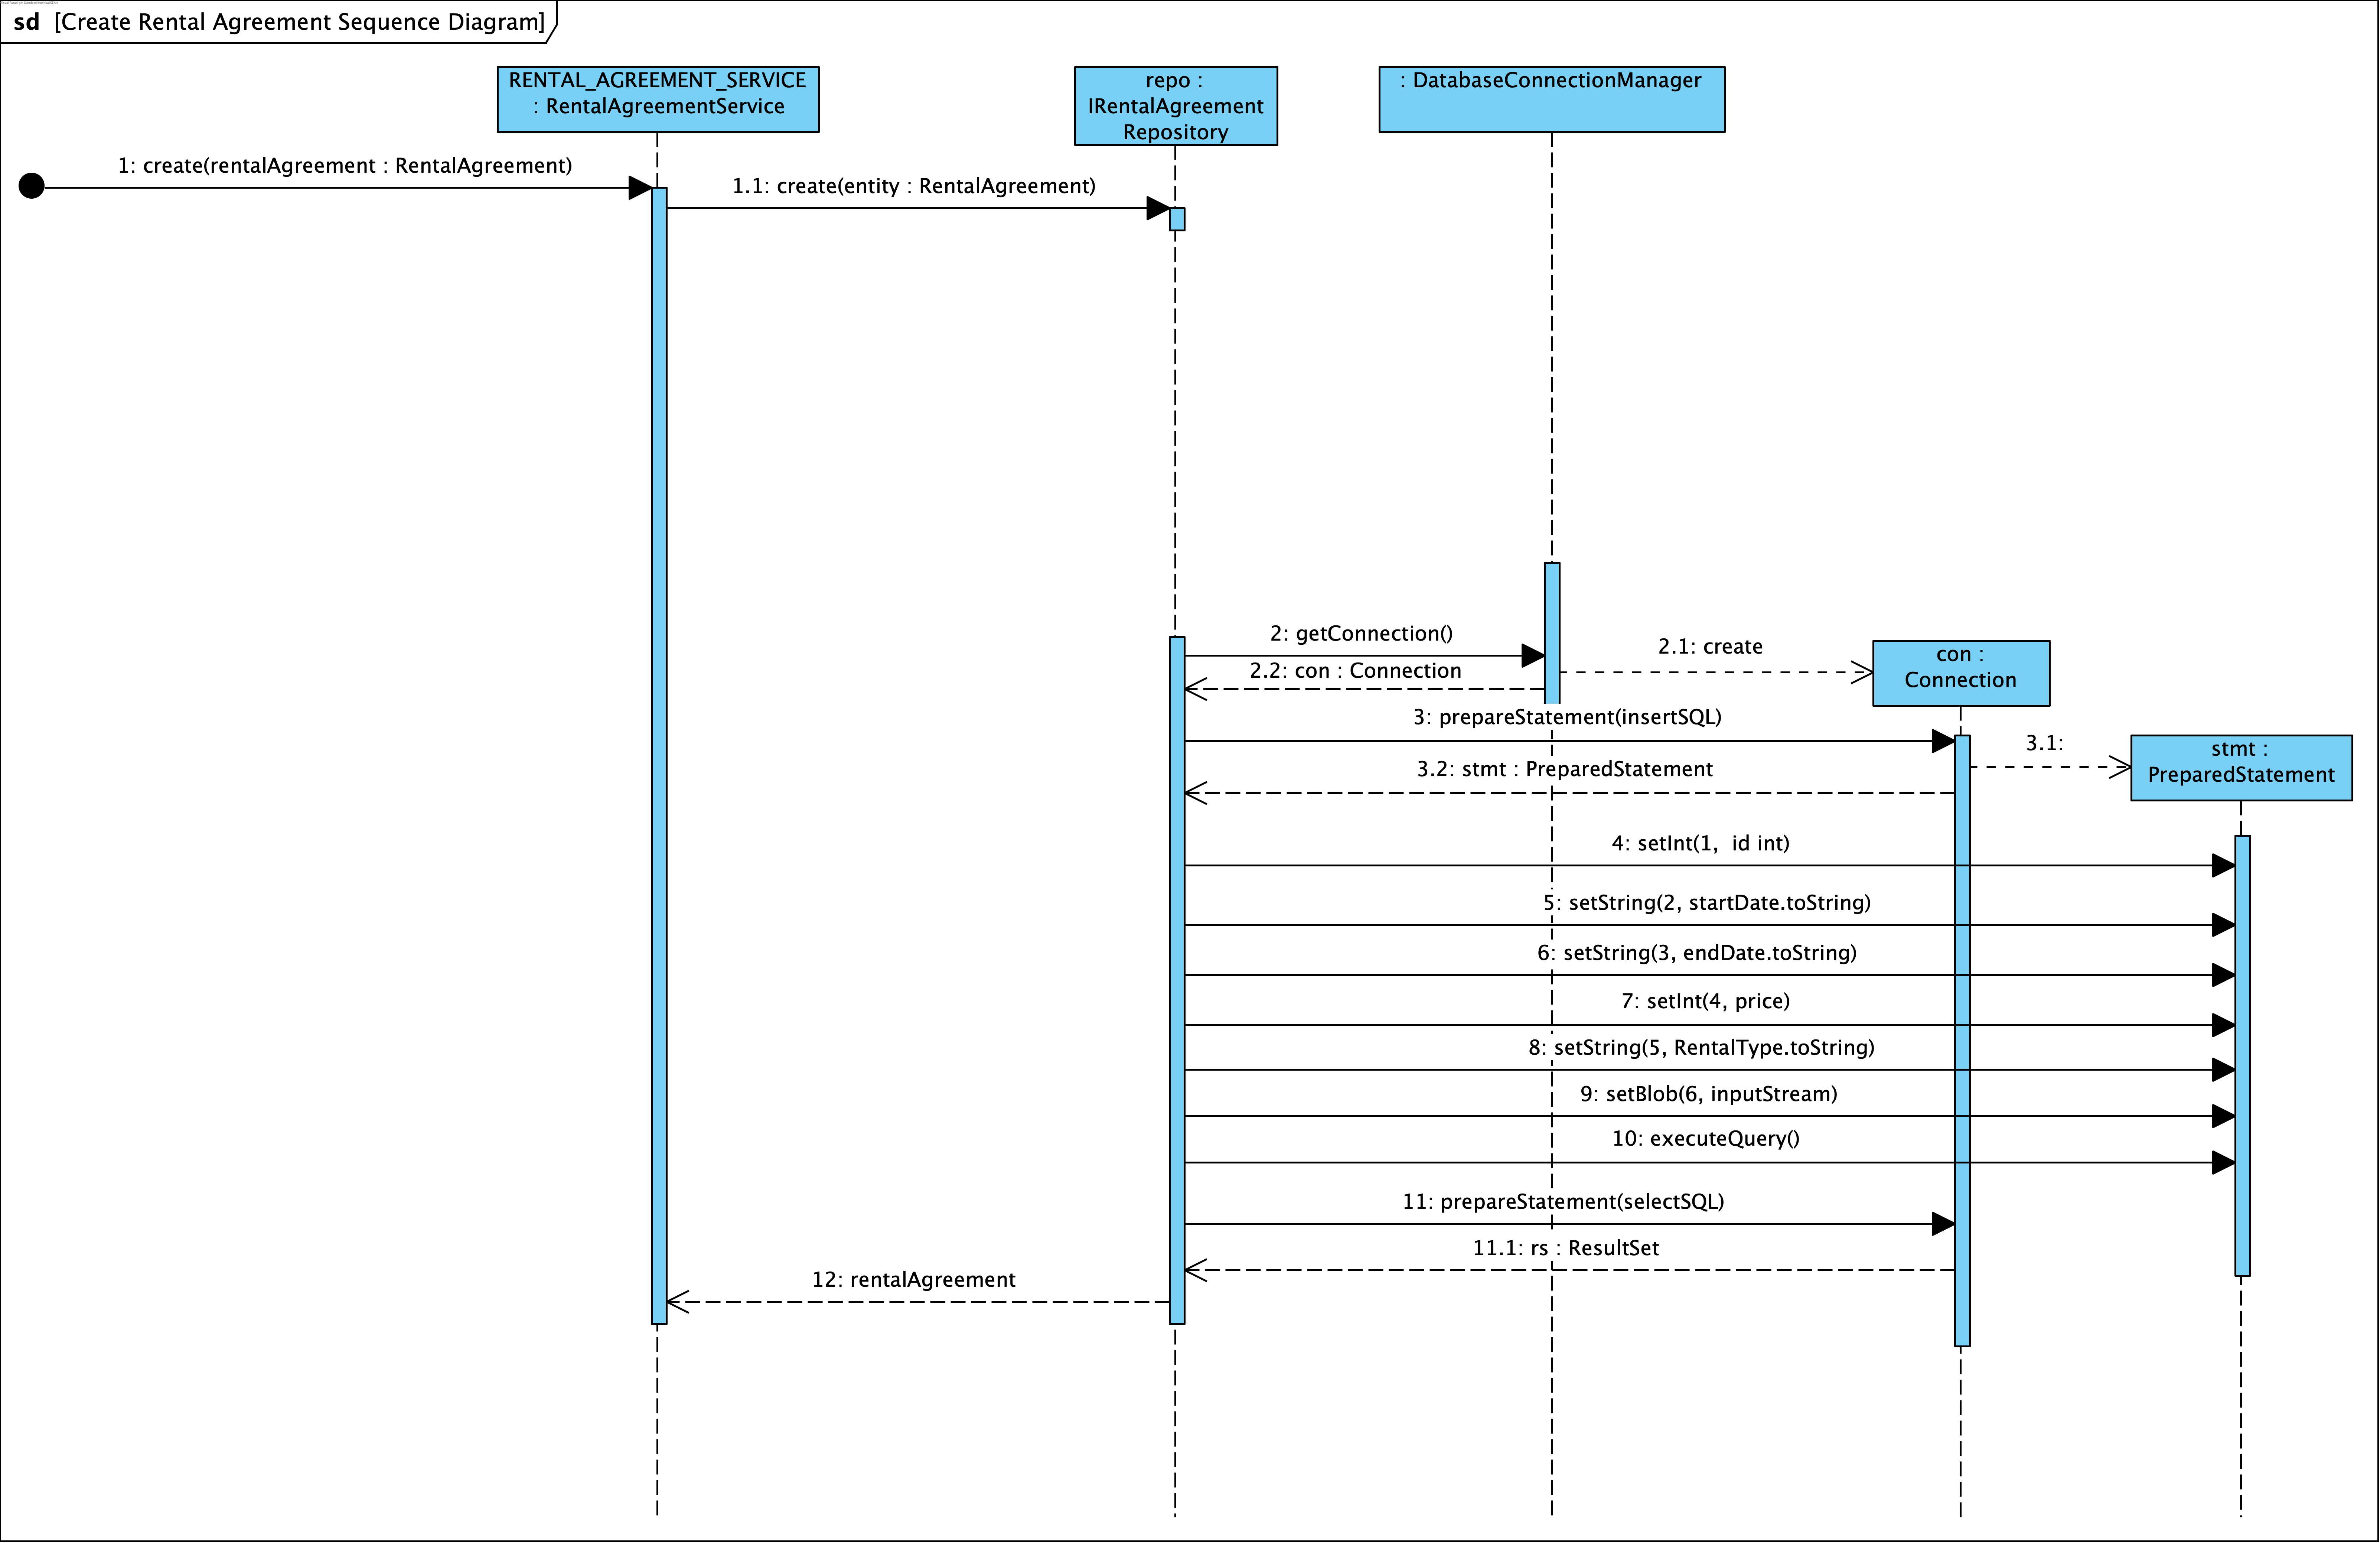 sd [Create Rental Agreement Sequence Diagram]
RENTAL_AGREEMENT_SERVICE
: RentalAgreementService
repo :
IRentalAgreement
Repository
: DatabaseConnectionManager
1: create(rentalAgreement : RentalAgreement)
1.1: create(entity : RentalAgreement)
2: getConnection()
2.1: create
con :
Connection
2.2: con : Connection
3: prepareStatement(insertSQL)
3.1:
stmt :
PreparedStatement
3.2: stmt : PreparedStatement
4: setInt(1,  id int)
5: setString(2, startDate.toString)
6: setString(3, endDate.toString)
7: setInt(4, price)
8: setString(5, RentalType.toString)
9: setBlob(6, inputStream)
10: executeQuery()
11: prepareStatement(selectSQL)
11.1: rs : ResultSet
12: rentalAgreement